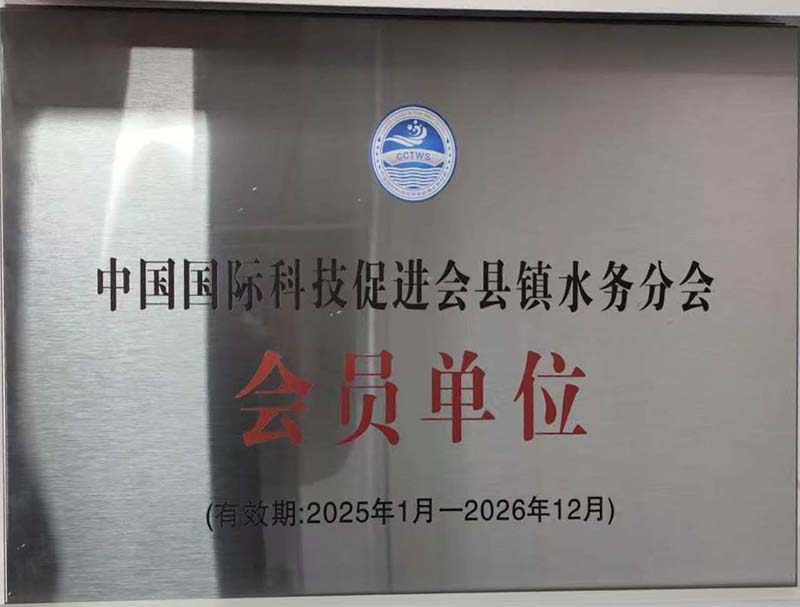 CCTWS
中国国际科技促进会县镇水务分会
会员单位
(有效期:2025年1月一2026年12月)